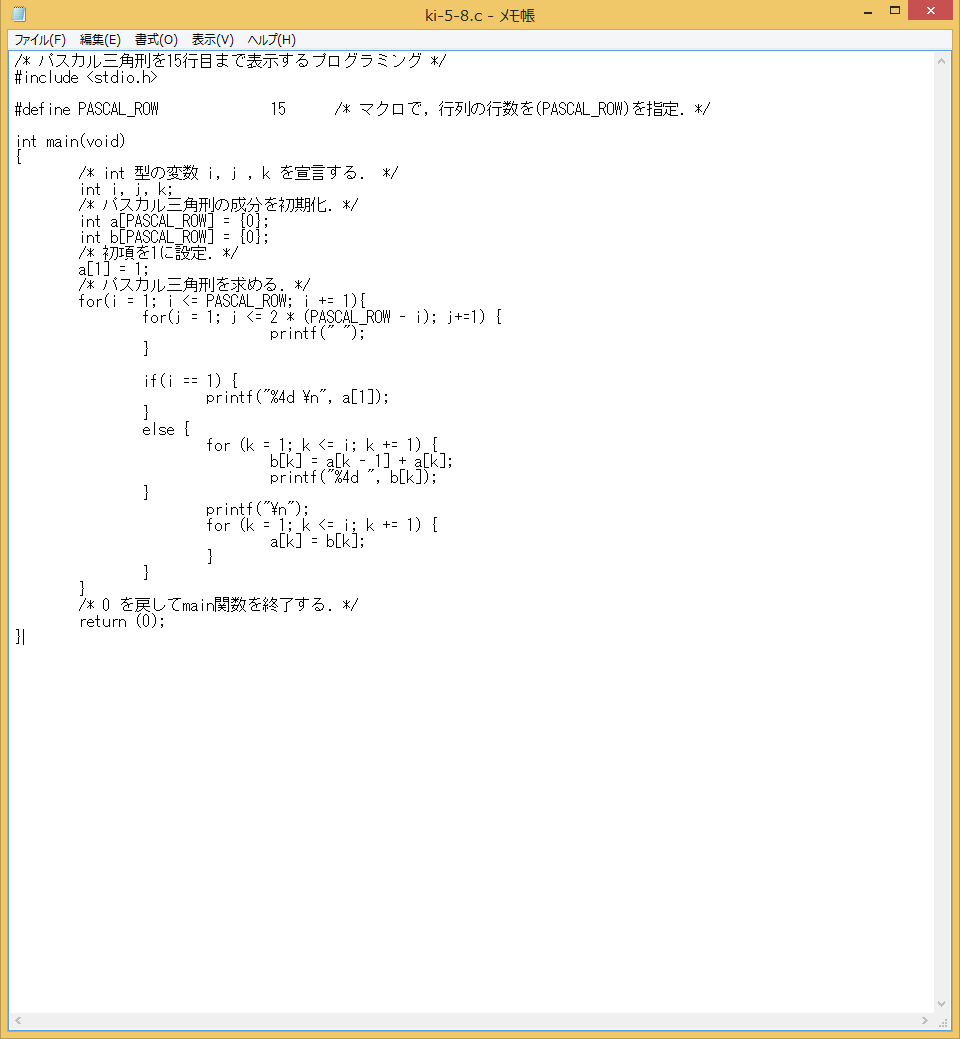 ki-5-8.c - メモ帳
ファイル(F) 編集(E) 書式(O) 表示(V) ヘルプ(H)
/* パスカル三角刑を15行目まで表示するプログラミング */
#include <stdio.h>
#define PASCAL_ROW 15 /* マクロで，行列の行数を(PASCAL_ROW)を指定．*/
int main(void)
{
/* int 型の変数 i, j , k を宣言する． */
int i, j, k;
/* パスカル三角刑の成分を初期化．*/
int a[PASCAL_ROW] = {0};
int b[PASCAL_ROW] = {0};
/* 初項を1に設定．*/
a[1] = 1;
/* パスカル三角刑を求める．*/
for(i = 1; i <= PASCAL_ROW; i += 1){
for(j = 1; j <= 2 * (PASCAL_ROW - i); j+=1) {
printf(" ");
}
if(i == 1) {
printf("%4d ¥n", a[1]);
}
else {
for (k = 1; k <= i; k += 1) {
b[k] = a[k - 1] + a[k];
printf("%4d ", b[k]);
}
printf("¥n");
for (k = 1; k <= i; k += 1) {
a[k] = b[k];
}
}
}
/* 0 を戻してmain関数を終了する．*/
return (0);
}